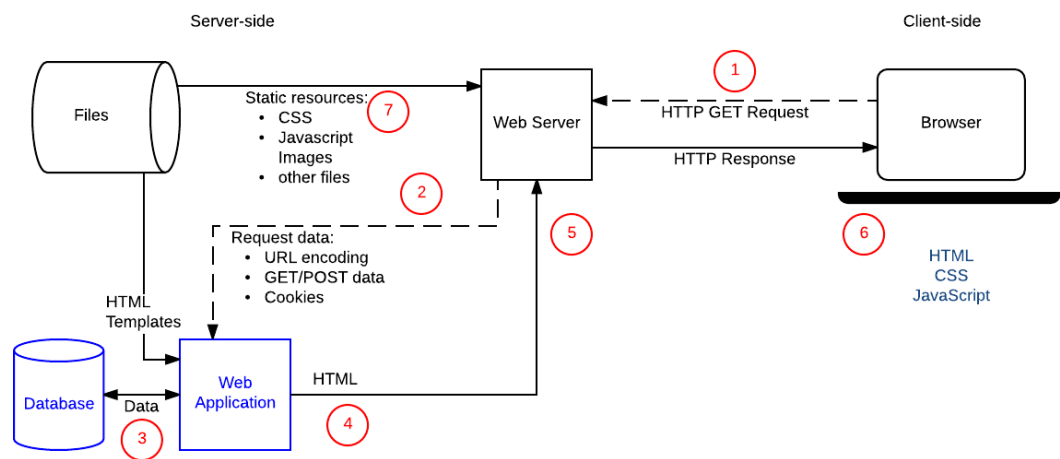 Server-side
Client-side
Files
Static resources:
• CSS
• Javascript
Images
• other files
7
Web Server
1
HTTP GET Request
HTTP Response
Browser
2
Request data:
• URL encoding
• GET/POST data
• Cookies
5
6
HTML
CSS
JavaScript
HTML
Templates
Database
Data
3
Web
Application
HTML
4